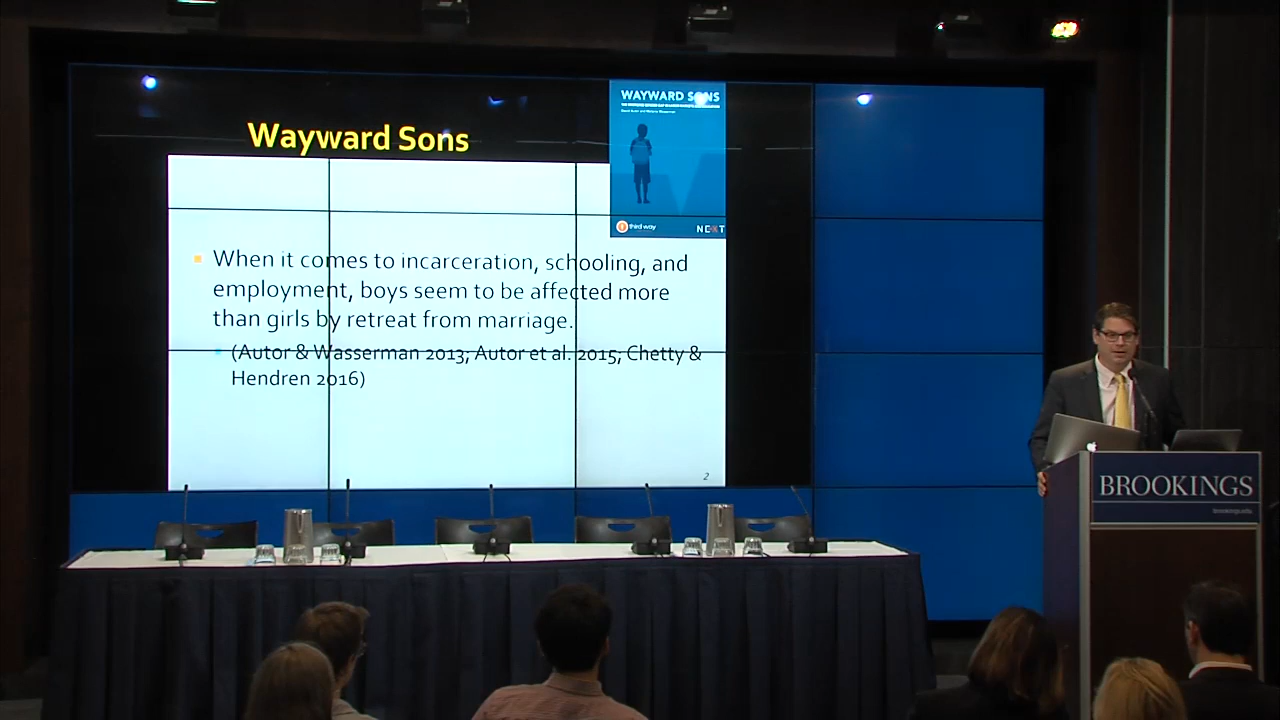 Wayward Sons
WAYWARD SONS
third way
NEXT
When it comes to incarceration, schooling, and
employment, boys seem to be affected more
than girls by retreat from marriage.
(Autor & Wasserman 2013; Autor et al. 2015; Chetty &
Hendren 2016)
2
BROOKINGS
brookings.edu